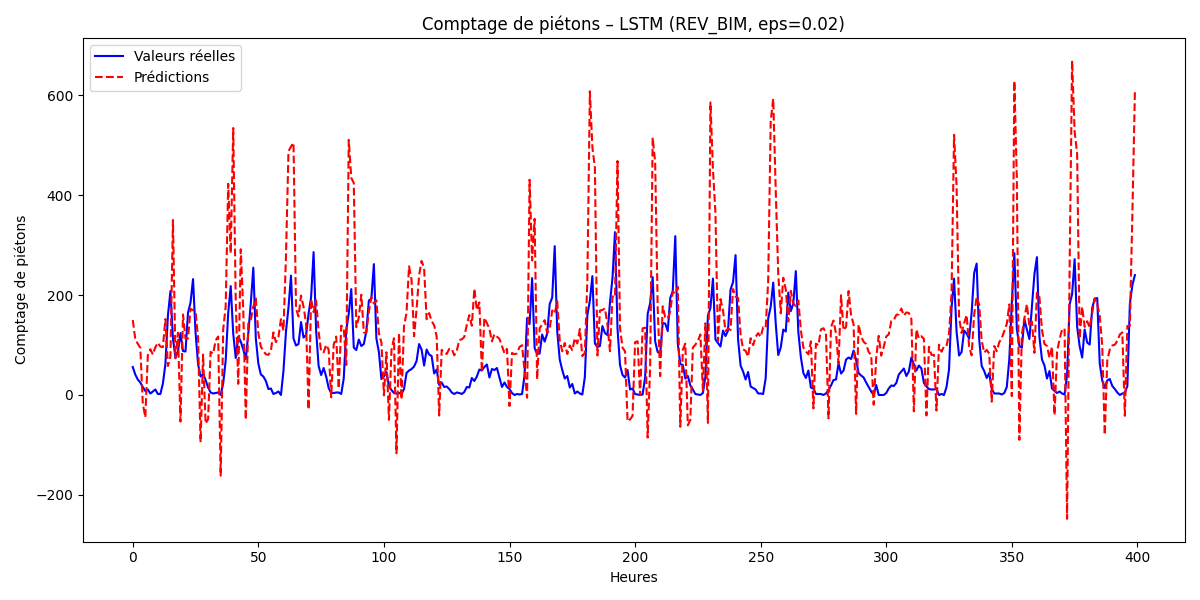 Comptage de piétons – LSTM (REV_BIM, eps=0.02)
Valeurs réelles
Prédictions
Comptage de piétons
600
400
200
0
−200
0 50 100 150 200 250 300 350 400
Heures